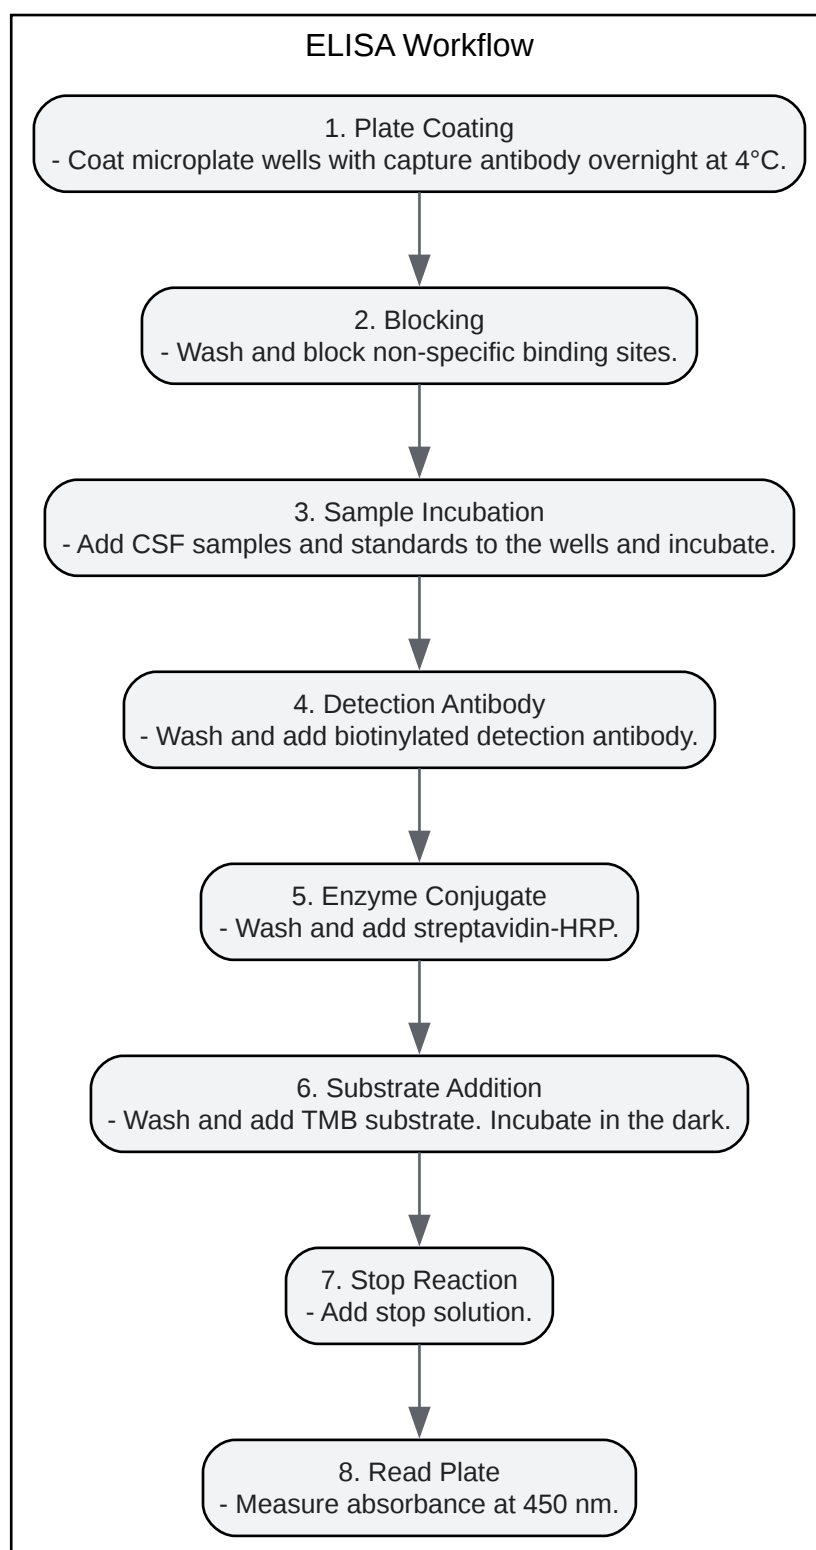 ELISA Workflow
1. Plate Coating
- Coat microplate wells with capture antibody overnight at 4°C.
2. Blocking
- Wash and block non-specific binding sites.
3. Sample Incubation
- Add CSF samples and standards to the wells and incubate.
4. Detection Antibody
- Wash and add biotinylated detection antibody.
5. Enzyme Conjugate
- Wash and add streptavidin-HRP.
6. Substrate Addition
- Wash and add TMB substrate. Incubate in the dark.
7. Stop Reaction
- Add stop solution.
8. Read Plate
- Measure absorbance at 450 nm.